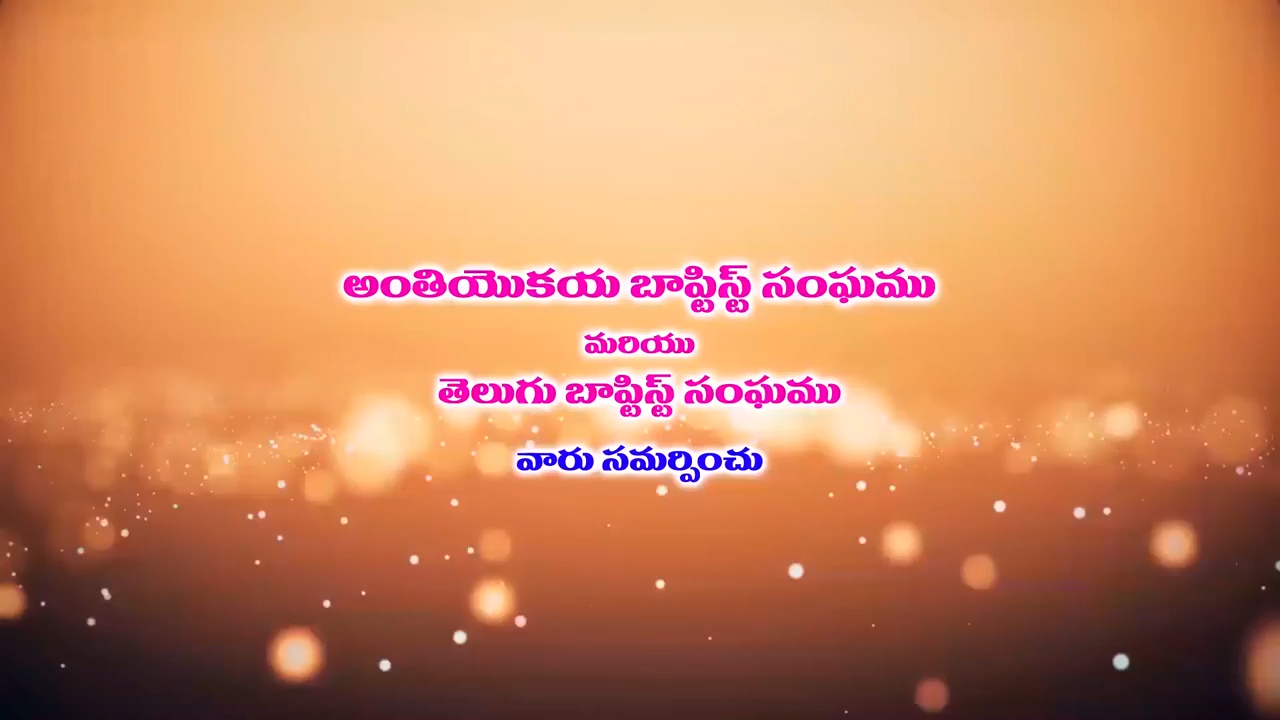 అంతియొకయ బాప్టిస్ట్ సంఘము
మరియు
తెలుగు బాప్టిస్ట్ సంఘము
వారు సమర్పించు